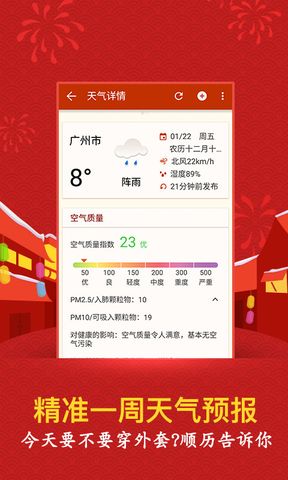 天气详情
广州市
8°
阵雨
01/22 周五
农历十二月十…
北风22km/h
湿度89%
21分钟前发布
空气质量
空气质量指数 23 优
50 100 150 200 300 500
优 良 轻度 中度 重度 严重
PM2.5/入肺颗粒物：10
PM10/可吸入颗粒物：19
对健康的影响：空气质量令人满意，基本无空气污染
精准一周天气预报
今天要不要穿外套?顺历告诉你